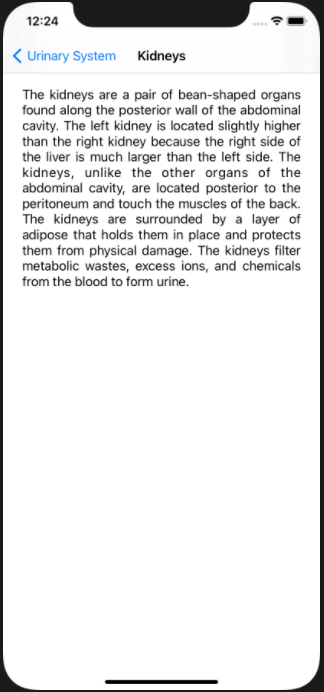 12:24
Urinary System
Kidneys
The kidneys are a pair of bean-shaped organs
found along the posterior wall of the abdominal
cavity. The left kidney is located slightly higher
than the right kidney because the right side of
the liver is much larger than the left side. The
kidneys, unlike the other organs of the
abdominal cavity, are located posterior to the
peritoneum and touch the muscles of the back.
The kidneys are surrounded by a layer of
adipose that holds them in place and protects
them from physical damage. The kidneys filter
metabolic wastes, excess ions, and chemicals
from the blood to form urine.